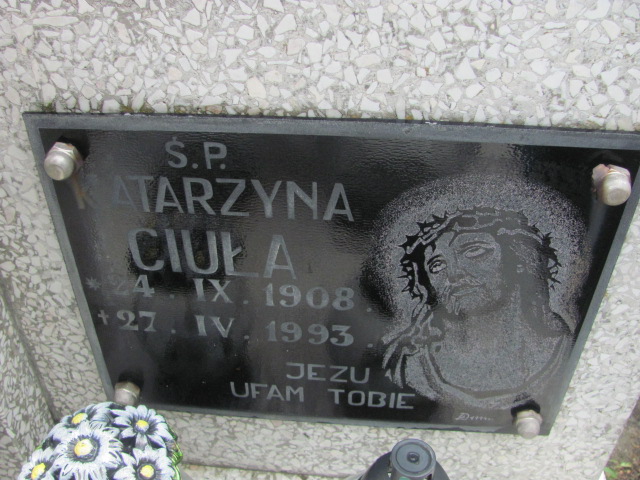 Ś.P.
KATARZYNA
CIUŁA
* 24. IX. 1908.
+ 27. IV. 1993.
JEZU
UFAM TOBIE